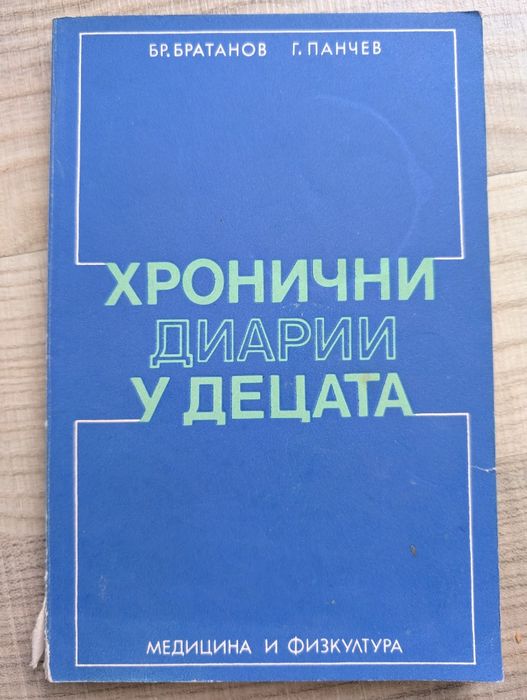 БР. БРАТАНОВ Г. ПАНЧЕВ
ХРОНИЧНИ
ДИАРИИ
У ДЕЦАТА
МЕДИЦИНА И ФИЗКУЛТУРА